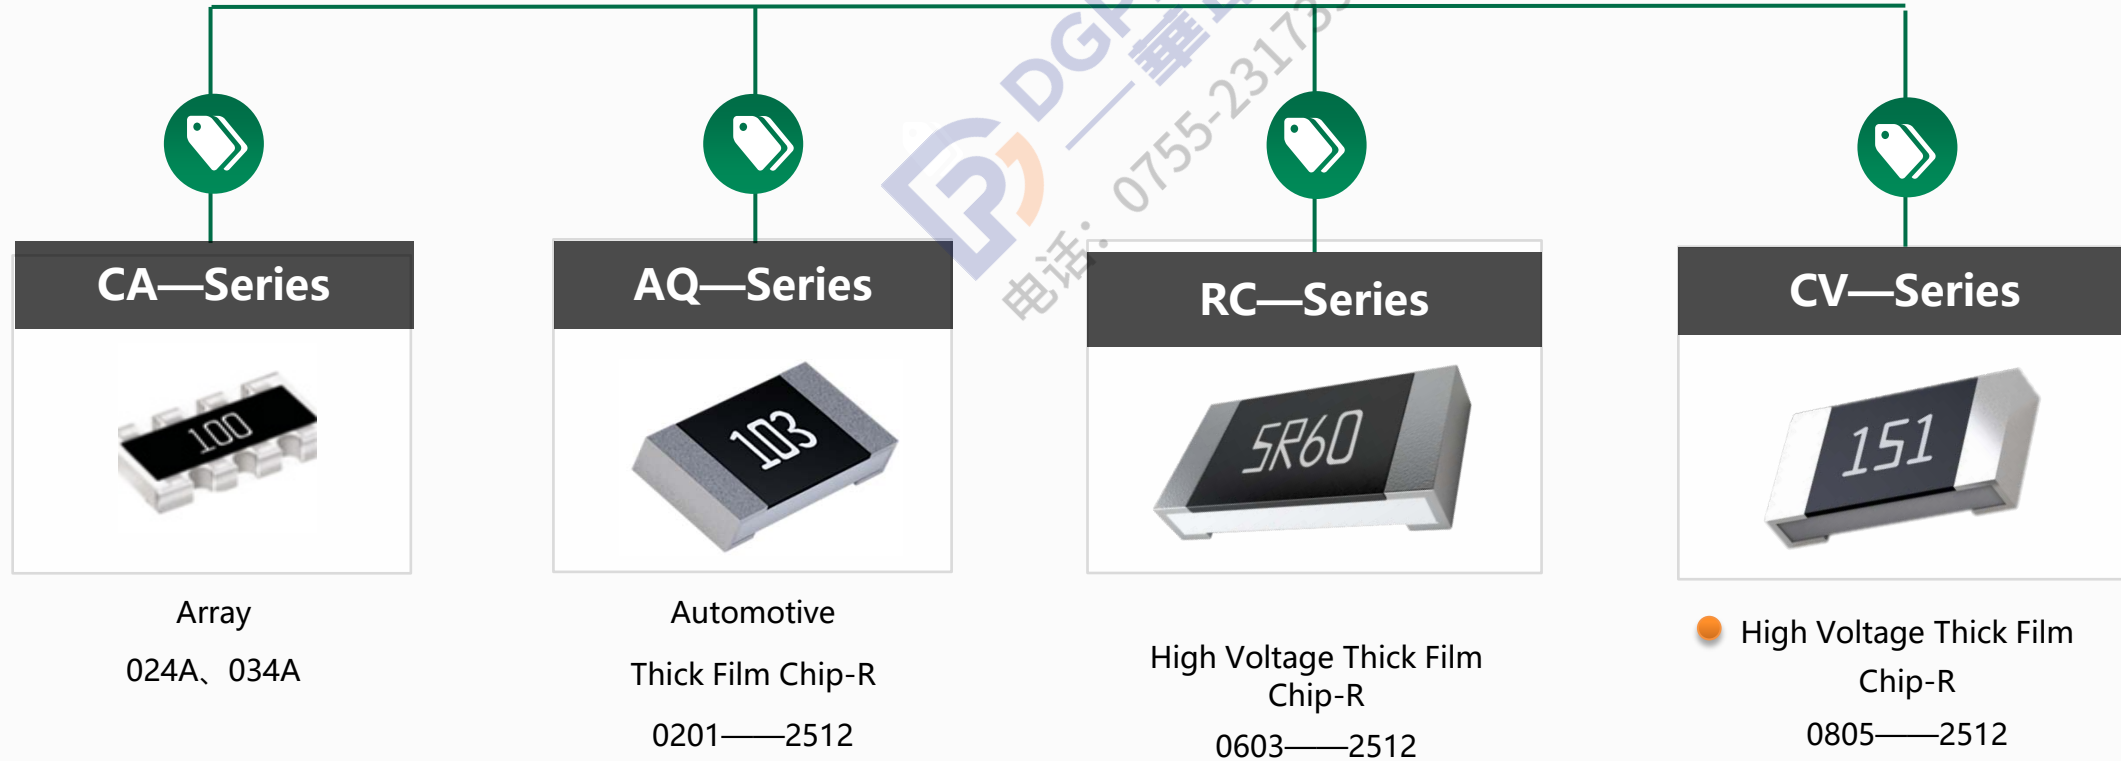 CA—Series
100
Array
024A、034A
AQ—Series
103
Automotive
Thick Film Chip-R
0201——2512
RC—Series
5R60
High Voltage Thick Film
Chip-R
0603——2512
CV—Series
151
High Voltage Thick Film
Chip-R
0805——2512
电话：0755-23173